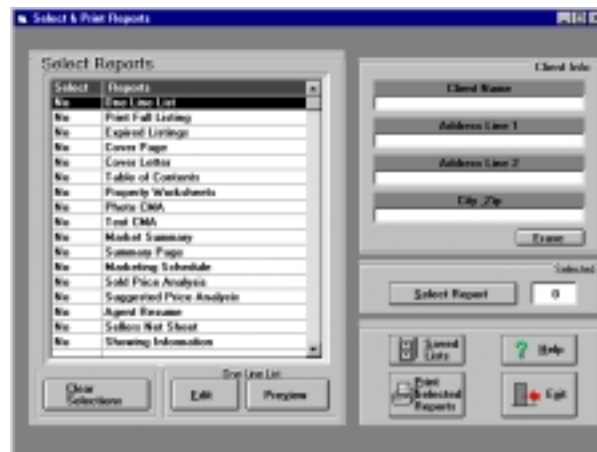 Select & Print Reports
Select Reports
Select Reports
No One Line List
No Print Full Listing
No Expired Listings
No Cover Page
No Cover Letter
No Table of Contents
No Property Worksheets
No Photo CMA
No Text CMA
No Market Summary
No Summary Page
No Marketing Schedule
No Sold Price Analysis
No Suggested Price Analysis
No Agent Resume
No Sellers Net Sheet
No Showing Information
Clear Selections
One Line List
Edit Preview
Client Info
Client Name
Address Line 1
Address Line 2
City, Zip
Erase
Selected
Select Report 0
Saved Lists
Help
Print Selected Reports
Exit